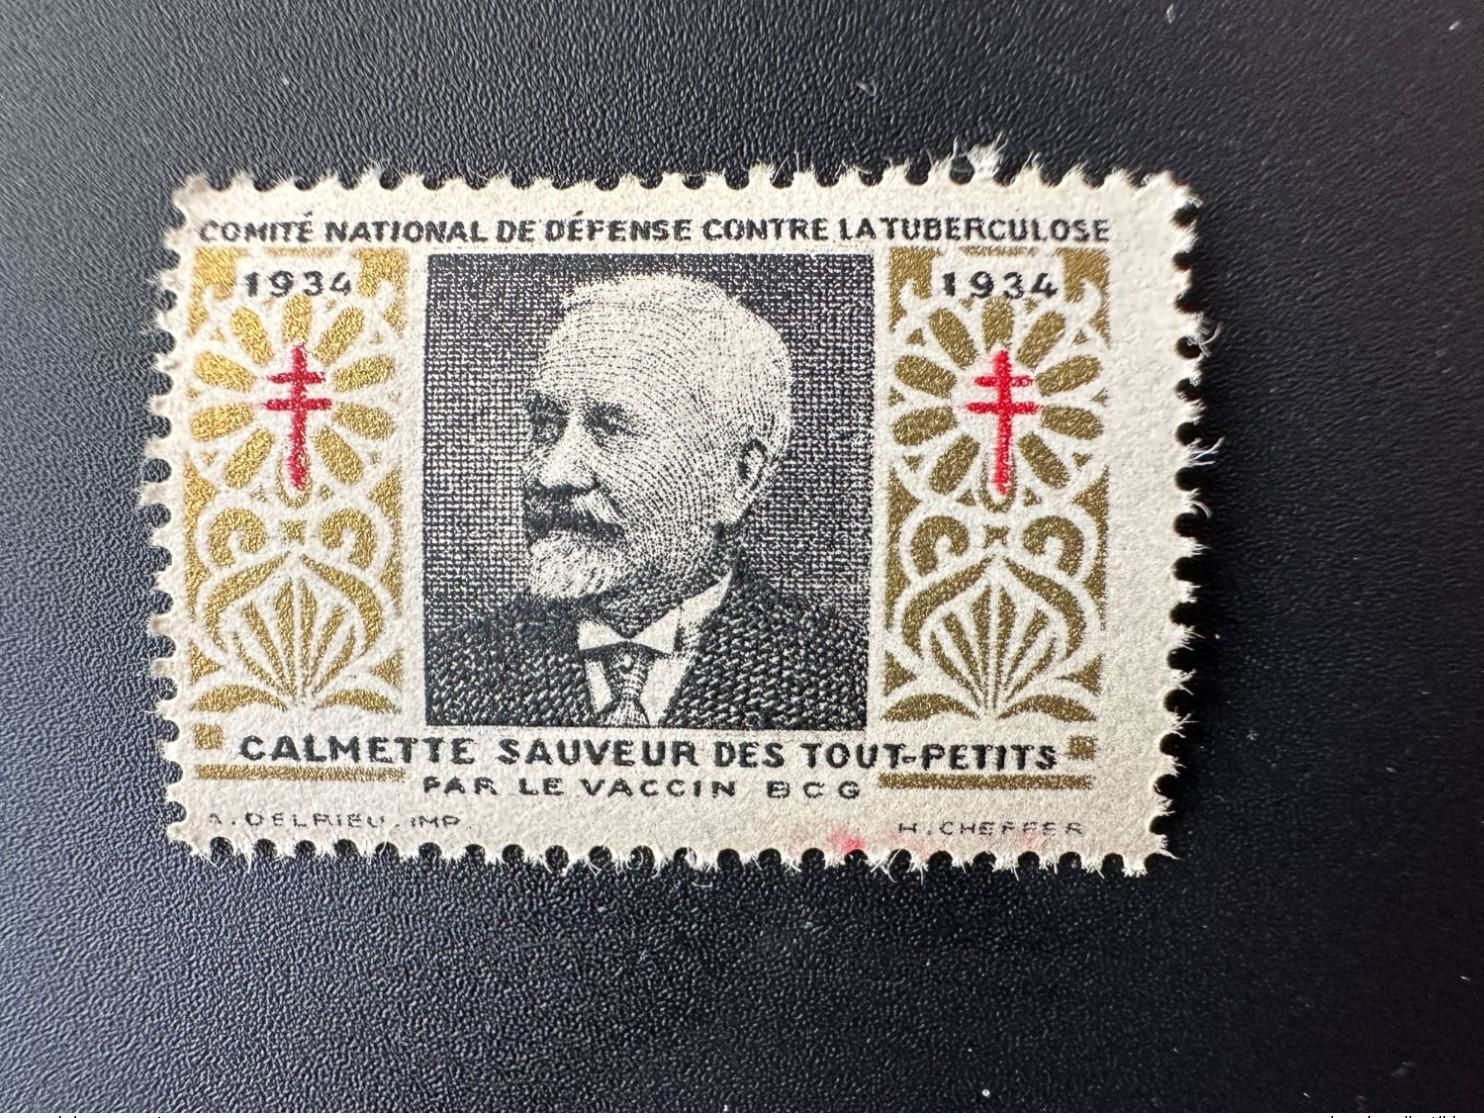 COMITÉ NATIONAL DE DÉFENSE CONTRE LA TUBERCULOSE
1934 1934
CALMETTE SAUVEUR DES TOUT-PETITS
PAR LE VACCIN BCG
A. DELRIEU. IMP. H. CHEFFER